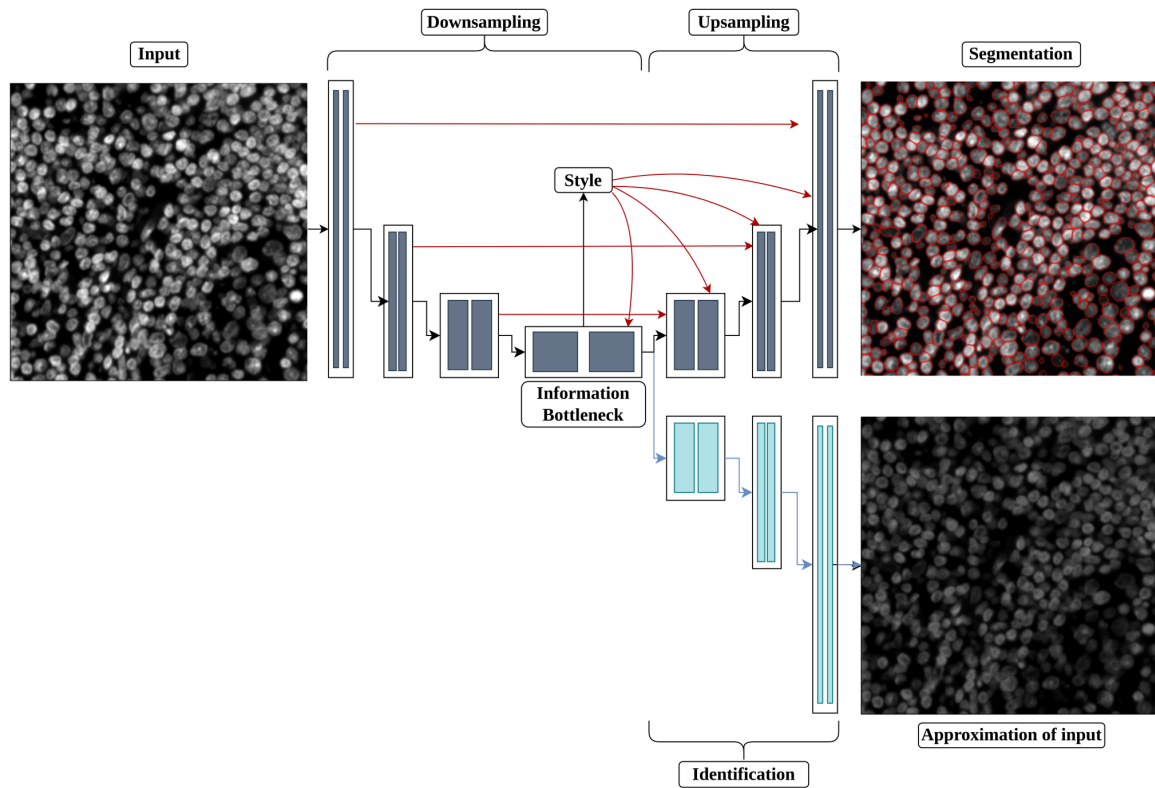 Downsampling
Upsampling
Input
Segmentation
Style
Information
Bottleneck
Approximation of input
Identification